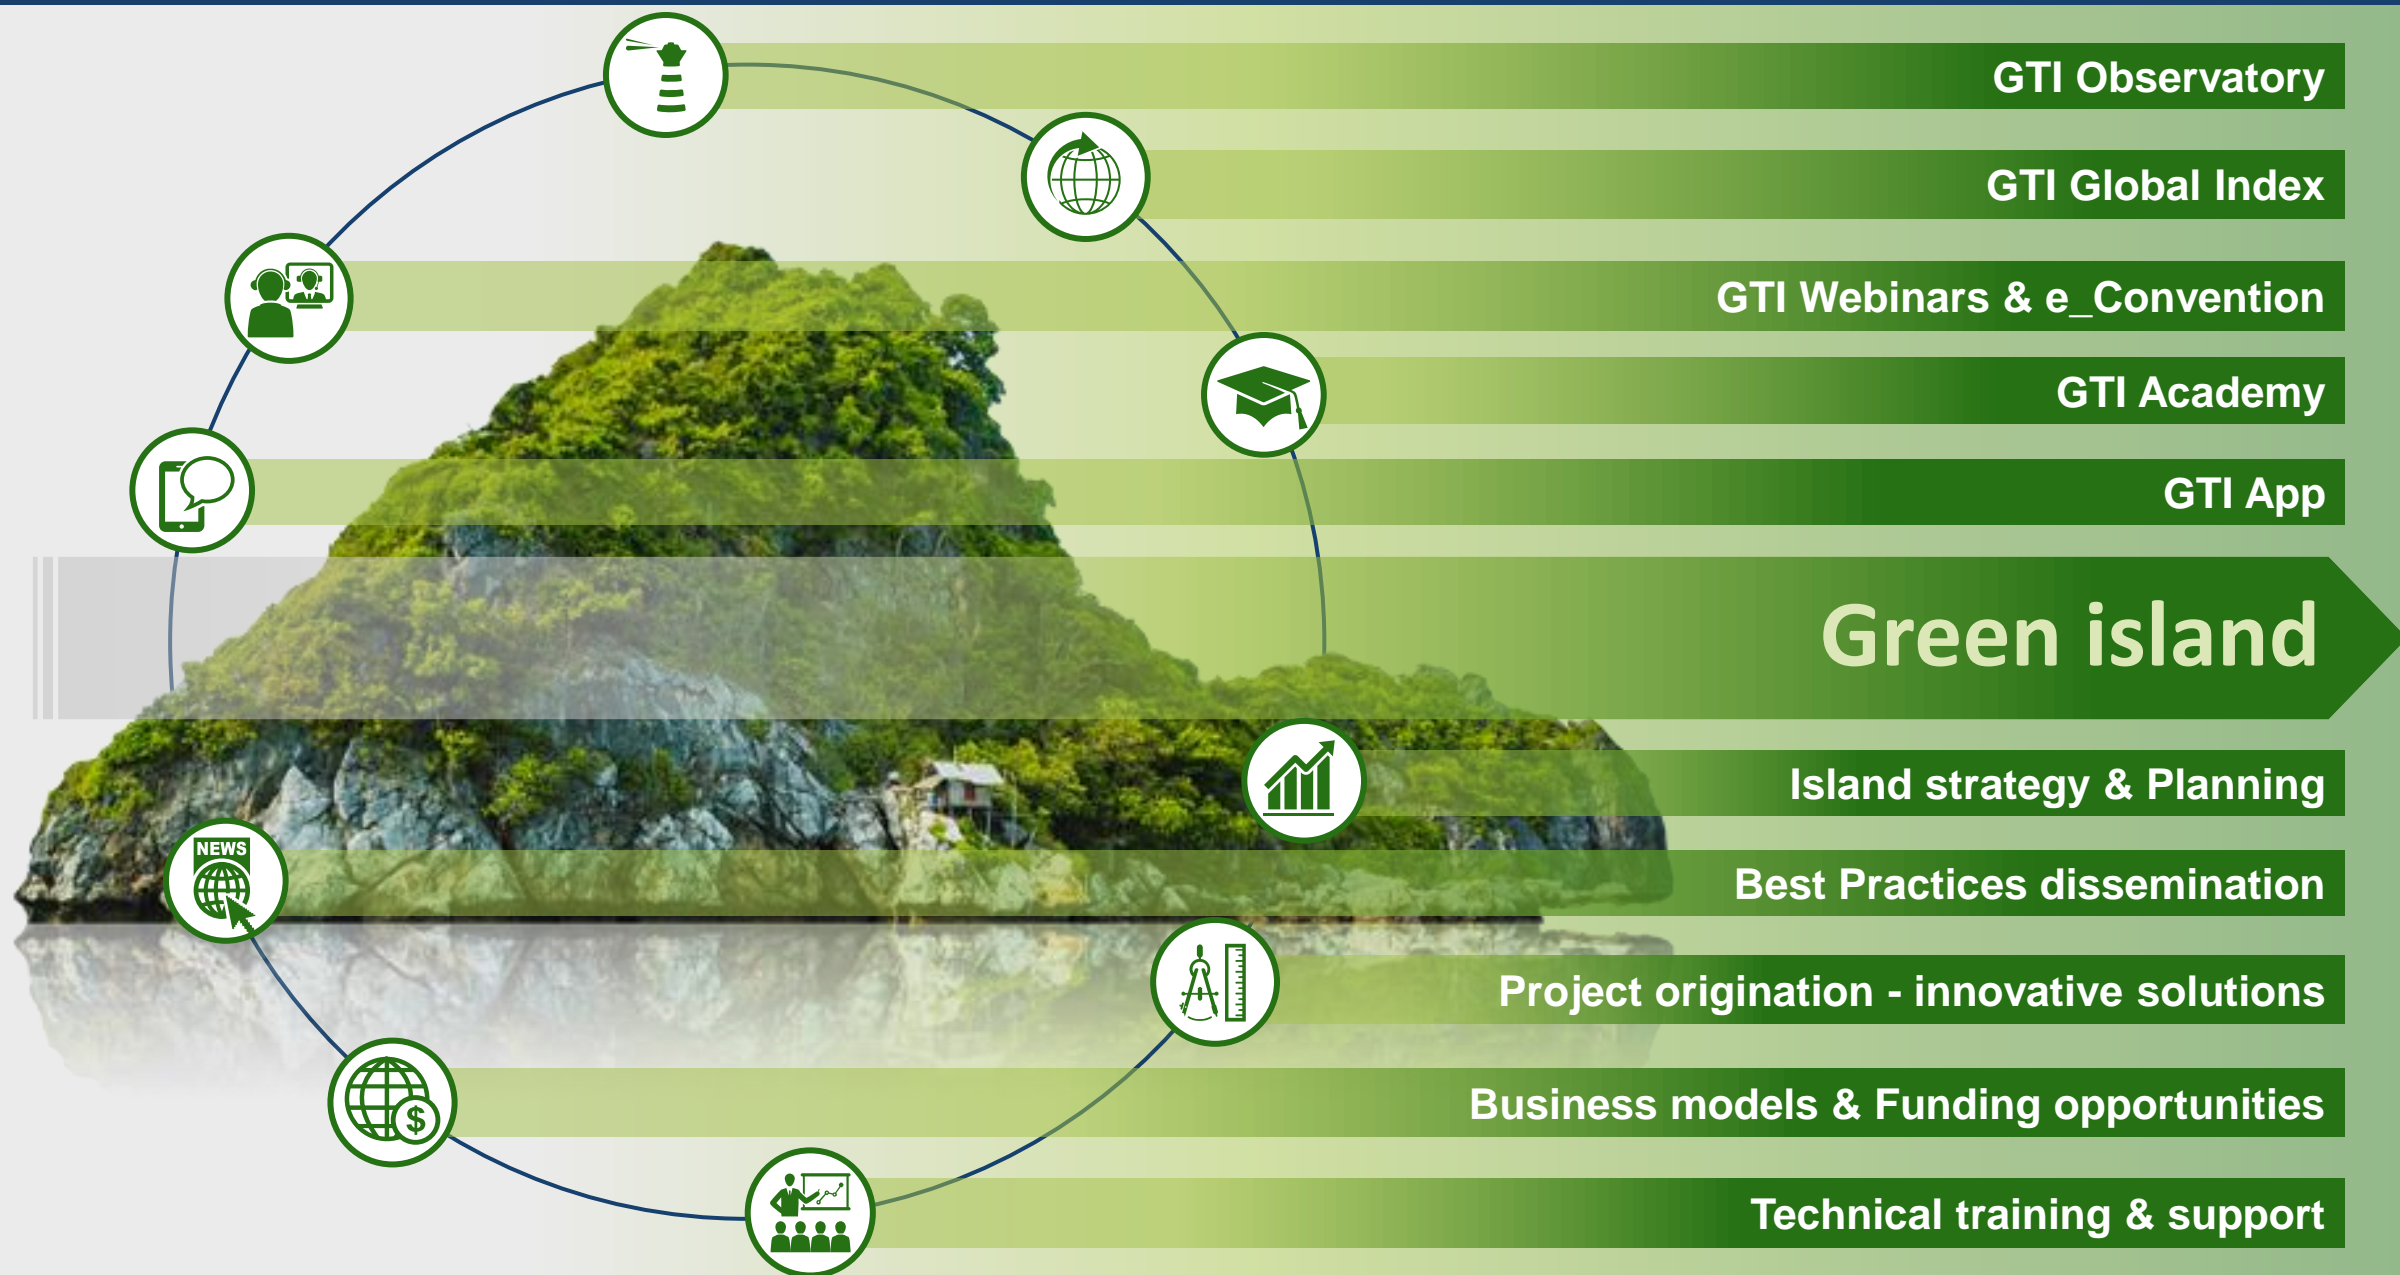 GTI Observatory
GTI Global Index
GTI Webinars & e_Convention
GTI Academy
GTI App
Green island
Island strategy & Planning
NEWS
Best Practices dissemination
Project origination - innovative solutions
$
Business models & Funding opportunities
Technical training & support